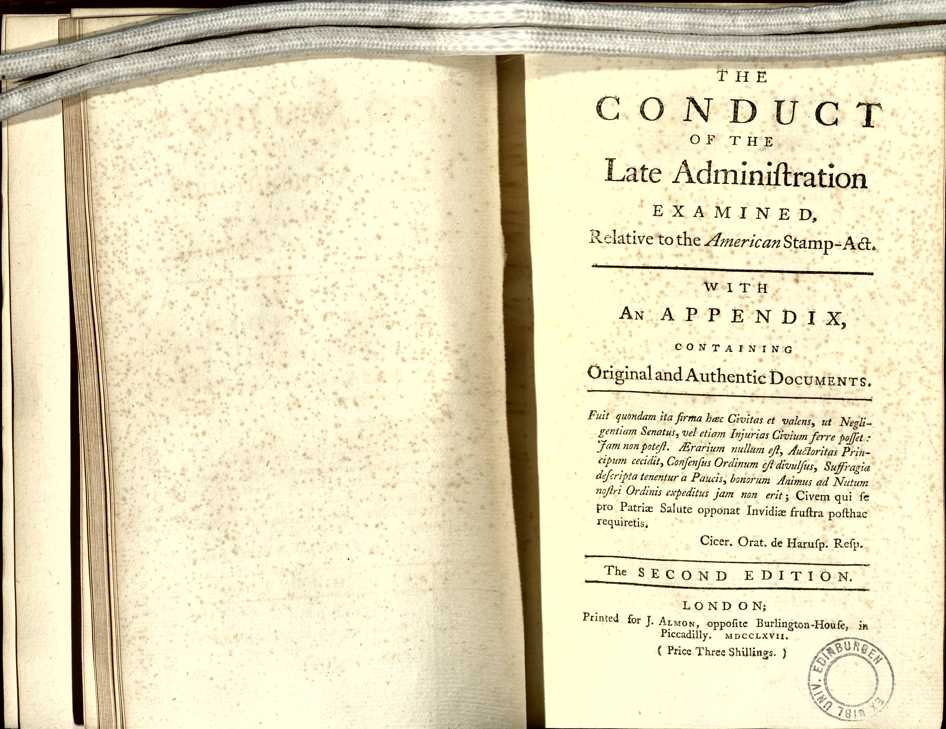 THE
CONDUCT
OF THE
Late Adminiſtration
EXAMINED,
Relative to the American Stamp-Act.
WITH
AN APPENDIX,
CONTAINING
Original and Authentic DOCUMENTS.
Fuit quondam ita firma hæc Civitas et valens, ut Negli-
gentiam Senatus, vel etiam Injurias Civium ferre poſſet:
Jam non poteſt. Ærarium nullum eſt, Auctoritas Prin-
cipum cecidit, Conſenſus Ordinum eſt divulſus, Suffragia
deſcripta tenentur a Paucis, bonorum Animus ad Nutum
noſtri Ordinis expeditus jam non erit; Civem qui ſe
pro Patriæ Salute opponat Invidiæ fruſtra poſthac
requiretis.
Cicer. Orat. de Haruſp. Reſp.
The SECOND EDITION.
LONDON;
Printed for J. ALMON, oppoſite Burlington-Houſe, in
Piccadilly. MDCCLXVII.
( Price Three Shillings. )
EX BIBL UNIV. EDINBURGEN